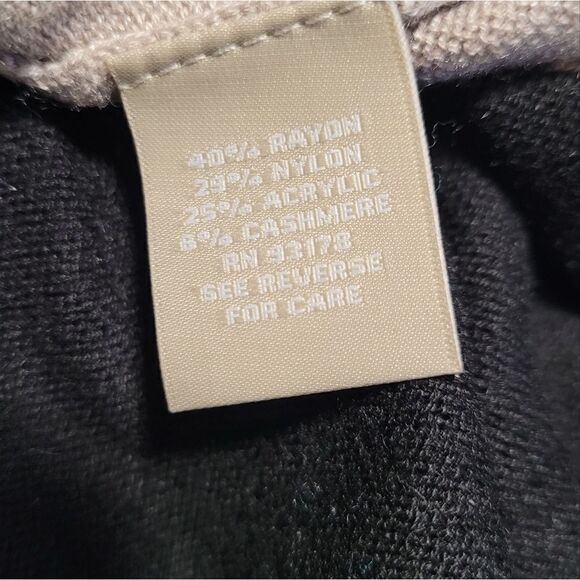 40% RAYON
29% NYLON
25% ACRYLIC
6% CASHMERE
RN 93178
SEE REVERSE
FOR CARE